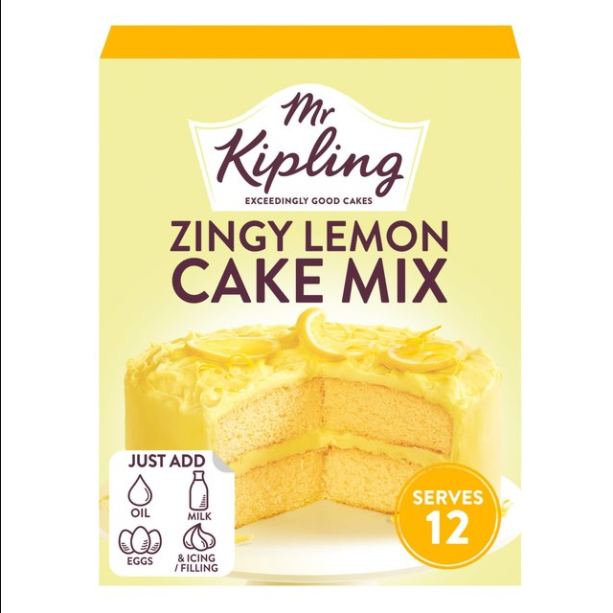 Mr
Kipling
EXCEEDINGLY GOOD CAKES
ZINGY LEMON
CAKE MIX
JUST ADD
OIL
MILK
EGGS
& ICING
/ FILLING
SERVES
12